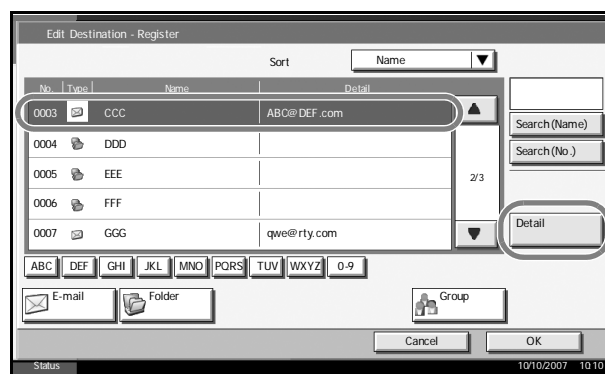 Edit Destination - Register
Sort Name
No. Type Name Detail
0003 CCC ABC@DEF.com
0004 DDD
0005 EEE
0006 FFF
0007 GGG qwe@rty.com
2/3
Search(Name)
Search(No.)
Detail
ABC DEF GHI JKL MNO PQRS TUV WXYZ 0-9
E-mail Folder Group
Cancel OK
Status 10/10/2007 10:10